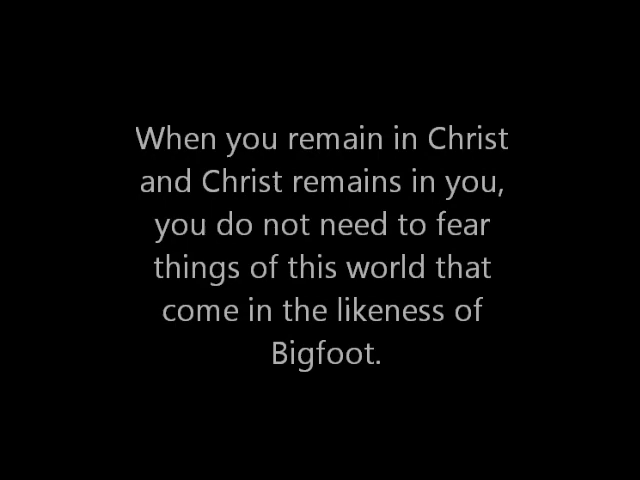 When you remain in Christ
and Christ remains in you,
you do not need to fear
things of this world that
come in the likeness of
Bigfoot.